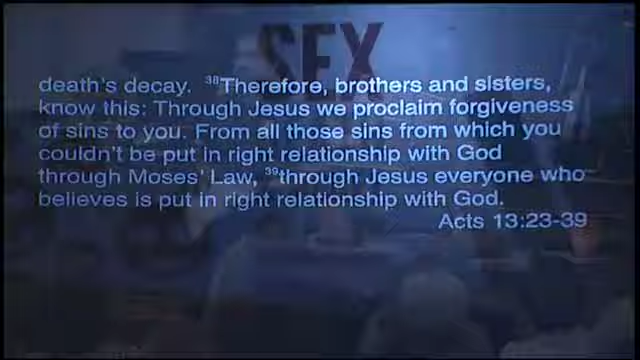 SEX
death's decay. ³⁸Therefore, brothers and sisters,
know this: Through Jesus we proclaim forgiveness
of sins to you. From all those sins from which you
couldn't be put in right relationship with God
through Moses' Law, ³⁹through Jesus everyone who
believes is put in right relationship with God.
Acts 13:23-39